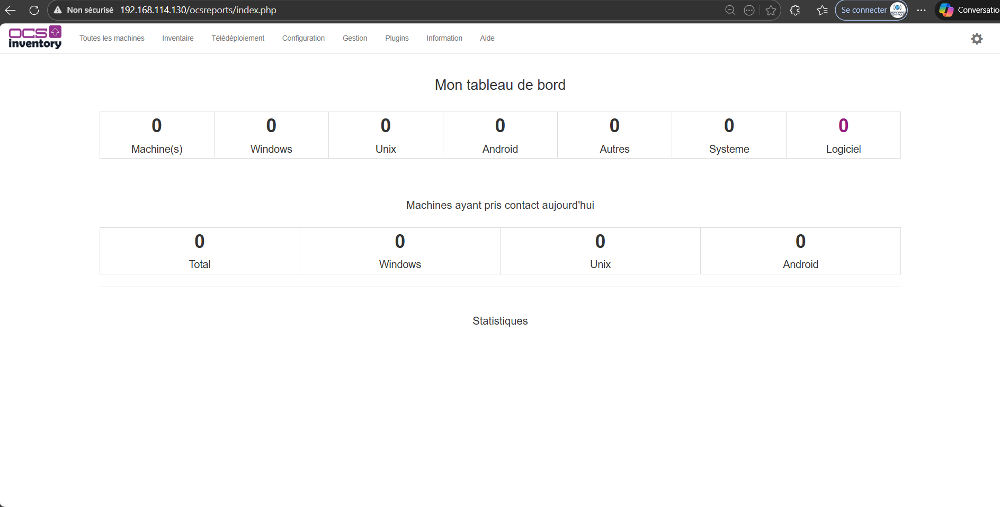 Non sécurisé 192.168.114.130/ocsreports/index.php Se connecter Conversatio
OCS inventory
Toutes les machines Inventaire Télédéploiement Configuration Gestion Plugins Information Aide
Mon tableau de bord
0 0 0 0 0 0 0
Machine(s) Windows Unix Android Autres Systeme Logiciel
Machines ayant pris contact aujourd'hui
0 0 0 0
Total Windows Unix Android
Statistiques